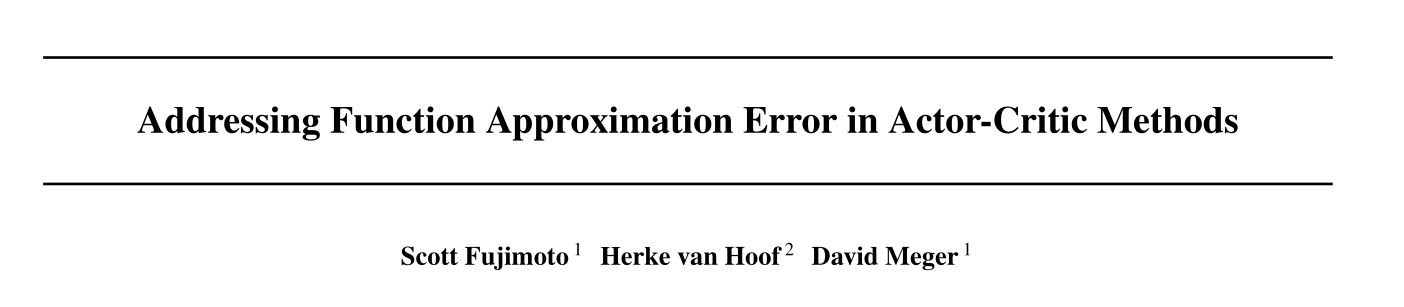 Addressing Function Approximation Error in Actor-Critic Methods
Scott Fujimoto 1 Herke van Hoof 2 David Meger 1